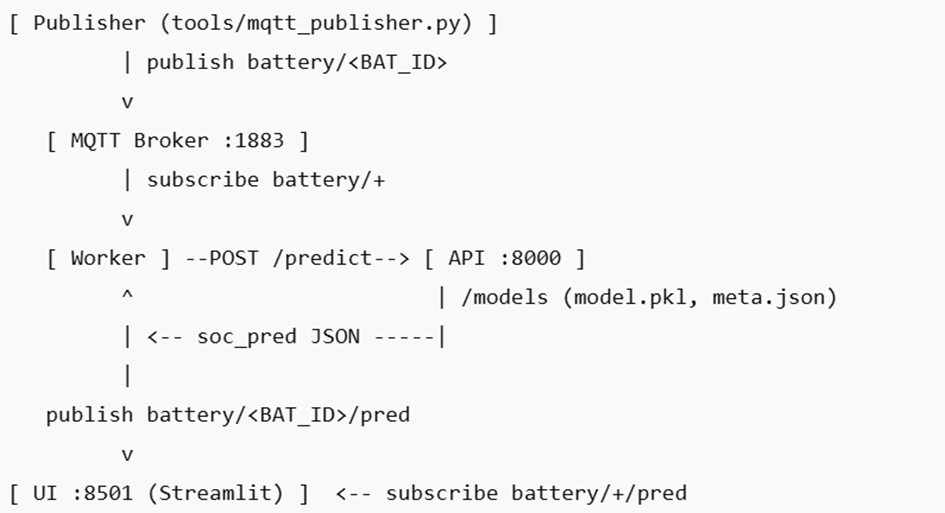 [ Publisher (tools/mqtt_publisher.py) ]
         | publish battery/<BAT_ID>
         v
   [ MQTT Broker :1883 ]
         | subscribe battery/+
         v
   [ Worker ] --POST /predict--> [ API :8000 ]
         ^                         | /models (model.pkl, meta.json)
         | <-- soc_pred JSON -----|
         |
   publish battery/<BAT_ID>/pred
         v
[ UI :8501 (Streamlit) ]  <-- subscribe battery/+/pred